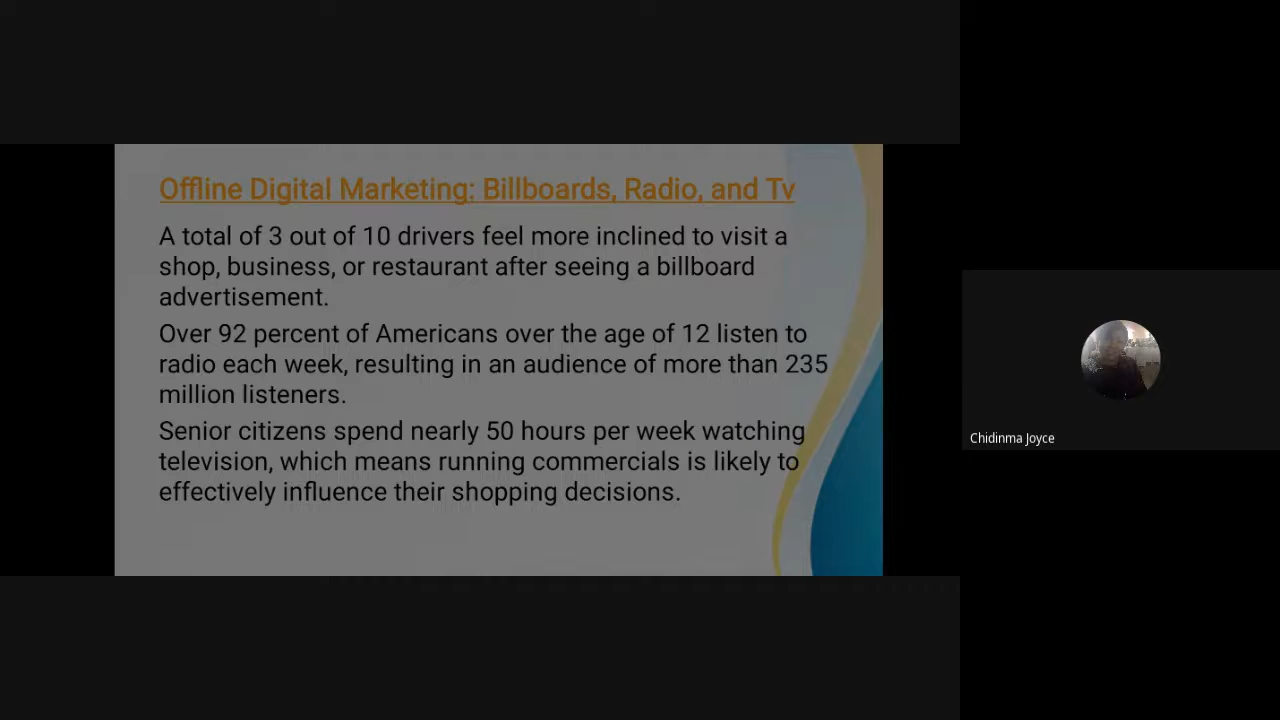 Offline Digital Marketing: Billboards, Radio, and Tv
A total of 3 out of 10 drivers feel more inclined to visit a
shop, business, or restaurant after seeing a billboard
advertisement.
Over 92 percent of Americans over the age of 12 listen to
radio each week, resulting in an audience of more than 235
million listeners.
Senior citizens spend nearly 50 hours per week watching
television, which means running commercials is likely to
effectively influence their shopping decisions.
Chidinma Joyce